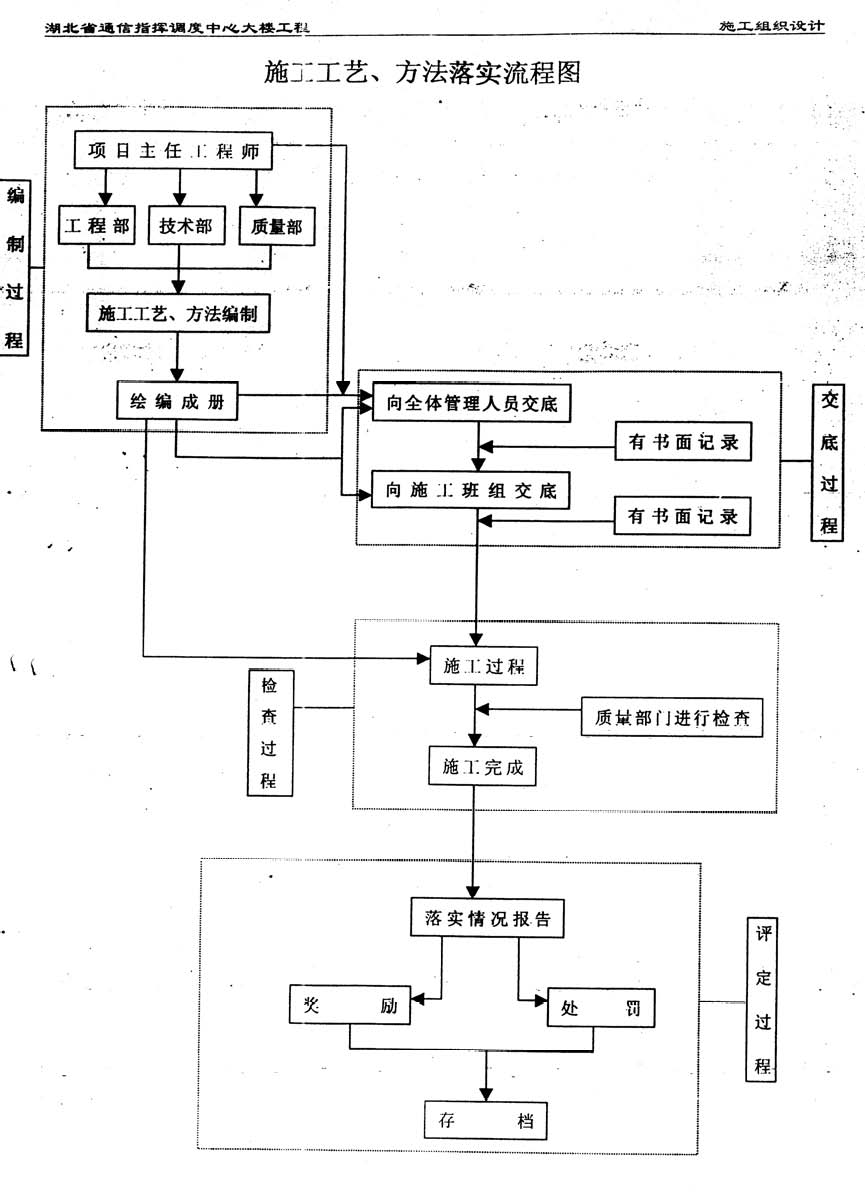 湖北省通信指挥调度中心大楼工程 施工组织设计
施工工艺、方法落实流程图
项目主任工程师
编制过程
工程部 技术部 质量部
施工工艺、方法编制
绘编成册
向全体管理人员交底
交底过程
有书面记录
向施工班组交底
有书面记录
施工过程
检查过程
质量部门进行检查
施工完成
落实情况报告
评定过程
奖励 处罚
存档